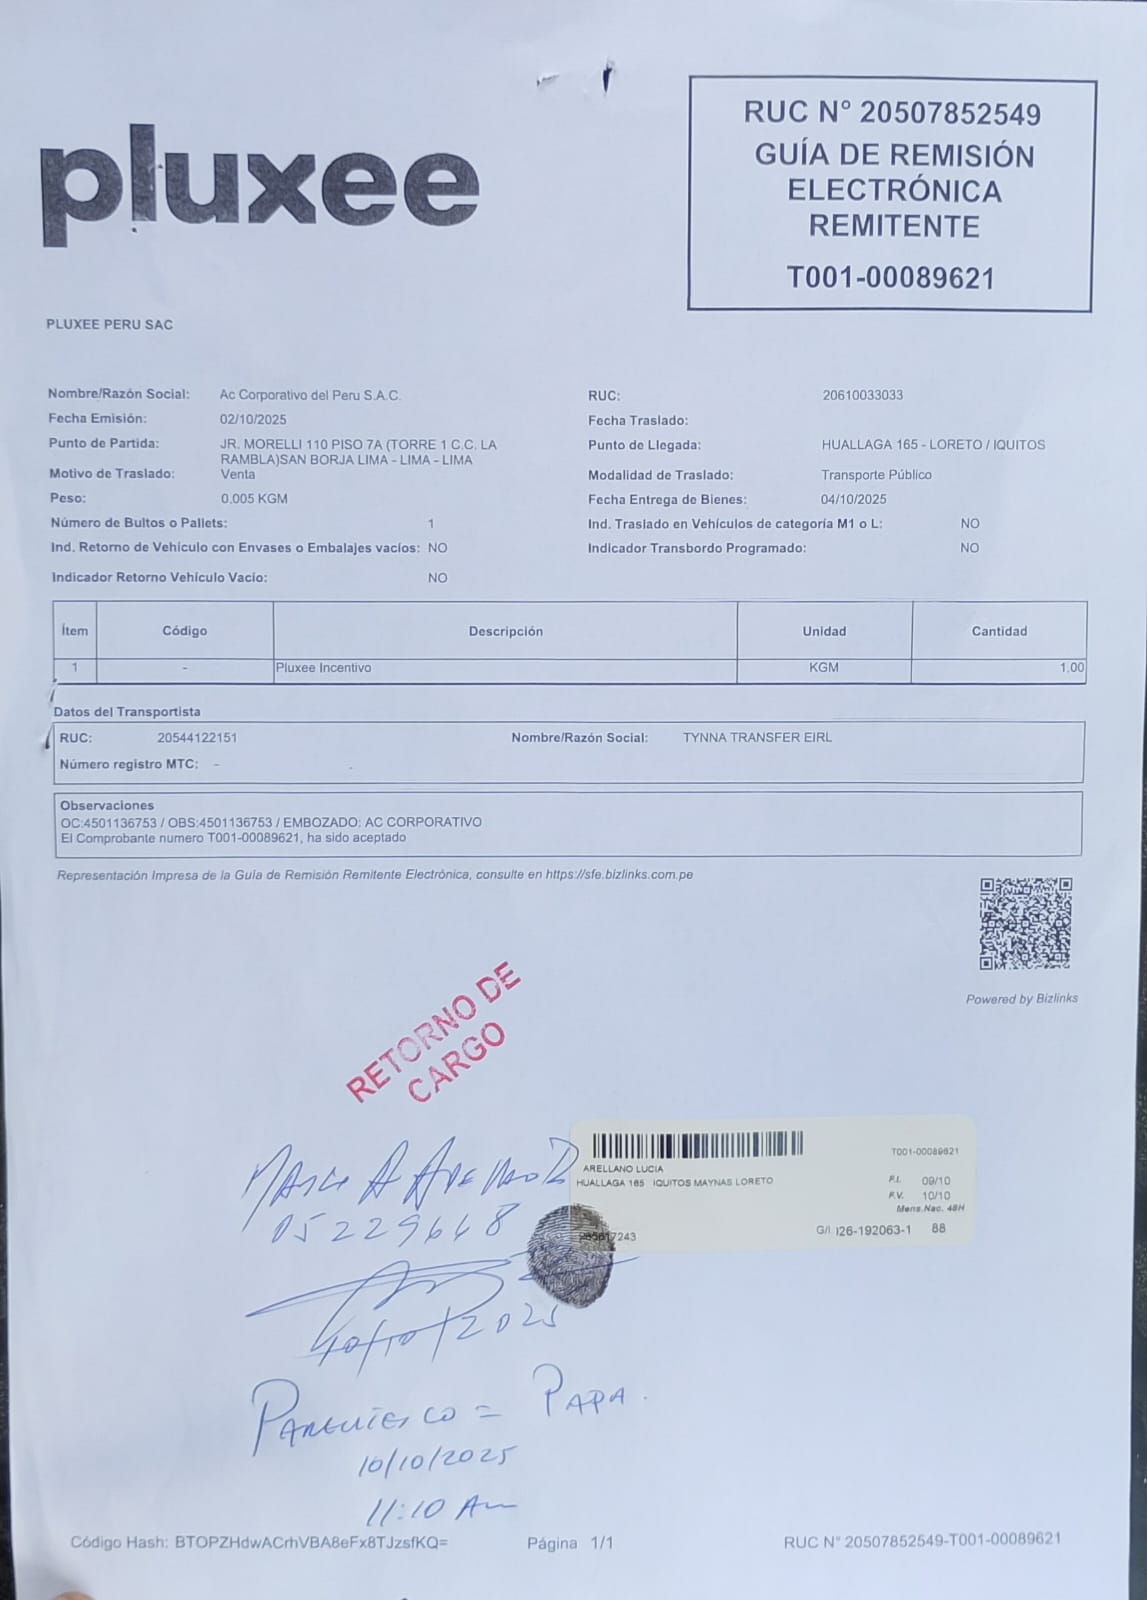 pluxee
RUC N° 20507852549
GUÍA DE REMISIÓN
ELECTRÓNICA
REMITENTE
T001-00089621
PLUXEE PERU SAC
Nombre/Razón Social: Ac Corporativo del Peru S.A.C. RUC: 20610033033
Fecha Emisión: 02/10/2025 Fecha Traslado:
Punto de Partida: JR. MORELLI 110 PISO 7A (TORRE 1 C.C. LA
RAMBLA)SAN BORJA LIMA - LIMA - LIMA
Punto de Llegada: HUALLAGA 165 - LORETO / IQUITOS
Motivo de Traslado: Venta Modalidad de Traslado: Transporte Público
Peso: 0.005 KGM Fecha Entrega de Bienes: 04/10/2025
Número de Bultos o Pallets: 1 Ind. Traslado en Vehículos de categoría M1 o L: NO
Ind. Retorno de Vehículo con Envases o Embalajes vacíos: NO Indicador Transbordo Programado: NO
Indicador Retorno Vehículo Vacio: NO
Ítem Código Descripción Unidad Cantidad
1 - Pluxee Incentivo KGM 1.00
Datos del Transportista
RUC: 20544122151 Nombre/Razón Social: TYNNA TRANSFER EIRL
Número registro MTC: -
Observaciones
OC:4501136753 / OBS:4501136753 / EMBOZADO: AC CORPORATIVO
El Comprobante numero T001-00089621, ha sido aceptado
Representación Impresa de la Guía de Remisión Remitente Electrónica, consulte en https://sfe.bizlinks.com.pe
Powered by Bizlinks
RETORNO DE
CARGO
T001-00089621
ARELLANO LUCIA
HUALLAGA 165 IQUITOS MAYNAS LORETO
F.I. 09/10
F.V. 10/10
Mens.Nac. 48H
G/I. 026-192063-1 88
05229648
10/10/2025
PARENTESCO = PAPA.
10/10/2025
11:10 Am
Código Hash: BTOPZHdwACrhVBA8eFx8TJzsfKQ= Página 1/1 RUC N° 20507852549-T001-00089621